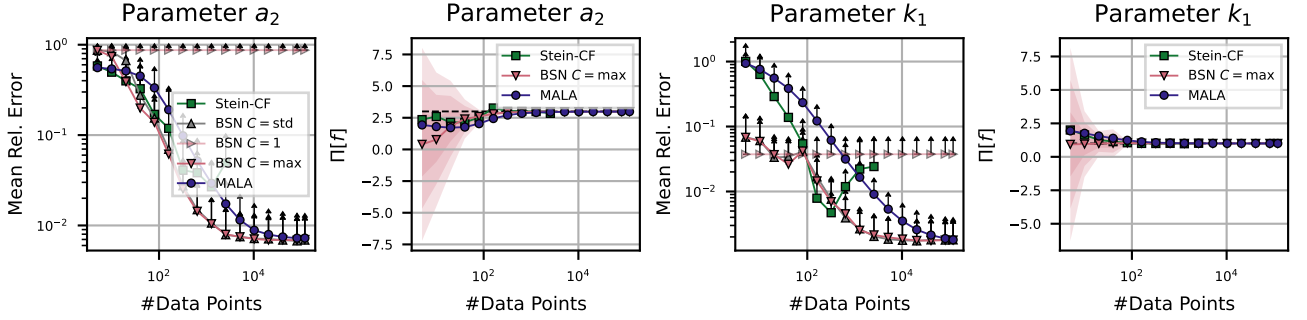 Parameter a₂
Mean Rel. Error
10⁰
10⁻¹
10⁻²
10²
10⁴
#Data Points
Stein-CF
BSN C = std
BSN C = 1
BSN C = max
MALA
Parameter a₂
Π[f]
7.5
5.0
2.5
0.0
−2.5
−5.0
−7.5
10²
10⁴
#Data Points
Stein-CF
BSN C = max
MALA
Parameter k₁
Mean Rel. Error
10⁰
10⁻¹
10⁻²
10²
10⁴
#Data Points
Parameter k₁
Π[f]
7.5
5.0
2.5
0.0
−2.5
−5.0
10²
10⁴
#Data Points
Stein-CF
BSN C = max
MALA